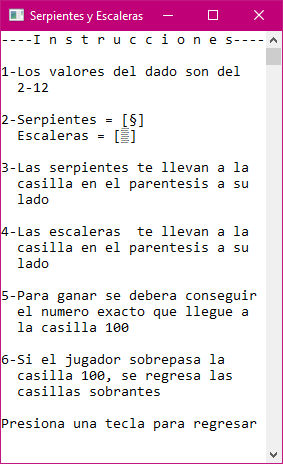 Serpientes y Escaleras
----I n s t r u c c i o n e s----
1-Los valores del dado son del
2-12
2-Serpientes = [§]
Escaleras = [▒]
3-Las serpientes te llevan a la
casilla en el parentesis a su
lado
4-Las escaleras  te llevan a la
casilla en el parentesis a su
lado
5-Para ganar se debera conseguir
el numero exacto que llegue a
la casilla 100
6-Si el jugador sobrepasa la
casilla 100, se regresa las
casillas sobrantes
Presiona una tecla para regresar